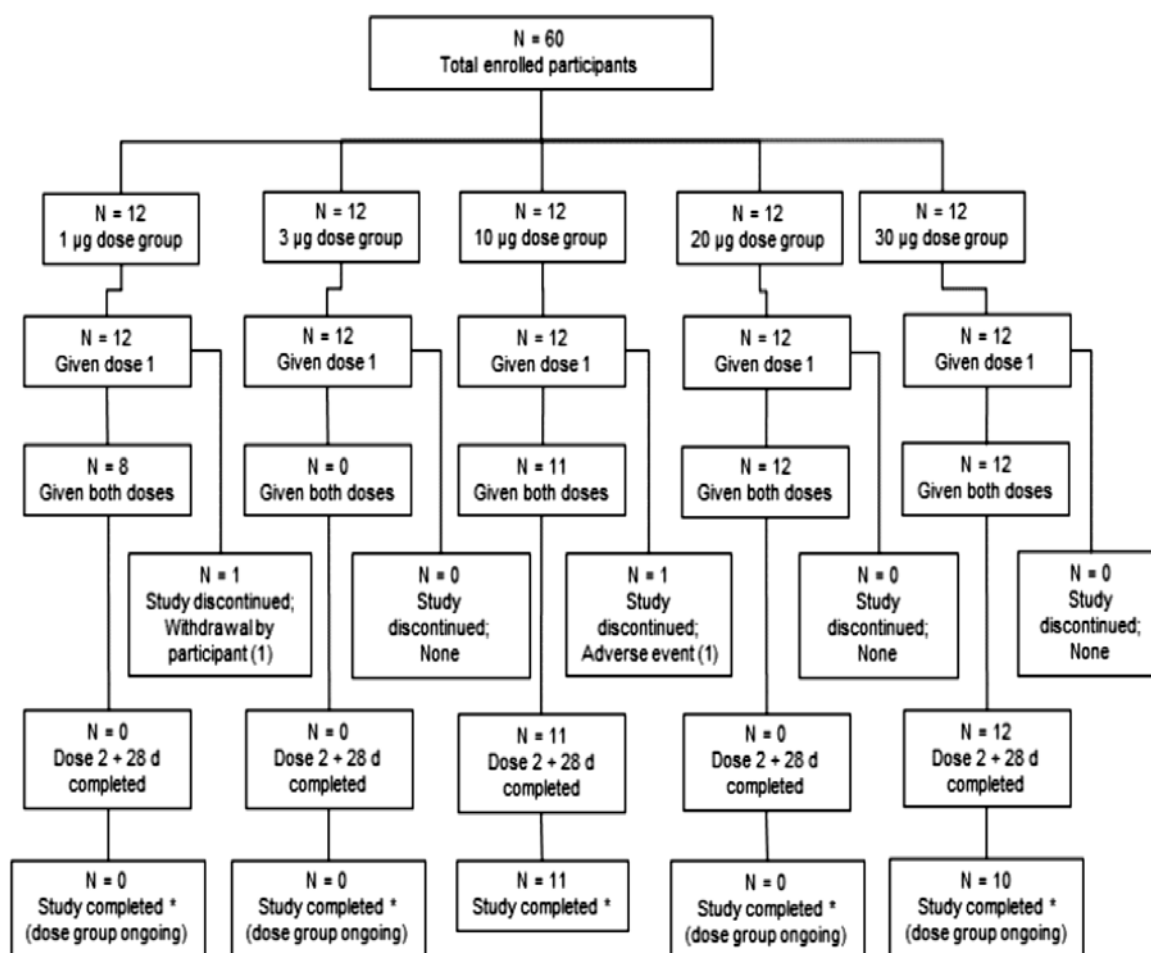 N = 60
Total enrolled participants
N = 12
1 µg dose group
N = 12
3 µg dose group
N = 12
10 µg dose group
N = 12
20 µg dose group
N = 12
30 µg dose group
N = 12
Given dose 1
N = 12
Given dose 1
N = 12
Given dose 1
N = 12
Given dose 1
N = 12
Given dose 1
N = 8
Given both doses
N = 0
Given both doses
N = 11
Given both doses
N = 12
Given both doses
N = 12
Given both doses
N = 1
Study discontinued;
Withdrawal by
participant (1)
N = 0
Study
discontinued;
None
N = 1
Study
discontinued;
Adverse event (1)
N = 0
Study
discontinued;
None
N = 0
Study
discontinued;
None
N = 0
Dose 2 + 28 d
completed
N = 0
Dose 2 + 28 d
completed
N = 11
Dose 2 + 28 d
completed
N = 0
Dose 2 + 28 d
completed
N = 12
Dose 2 + 28 d
completed
N = 0
Study completed *
(dose group ongoing)
N = 0
Study completed *
(dose group ongoing)
N = 11
Study completed *
N = 0
Study completed *
(dose group ongoing)
N = 10
Study completed *
(dose group ongoing)